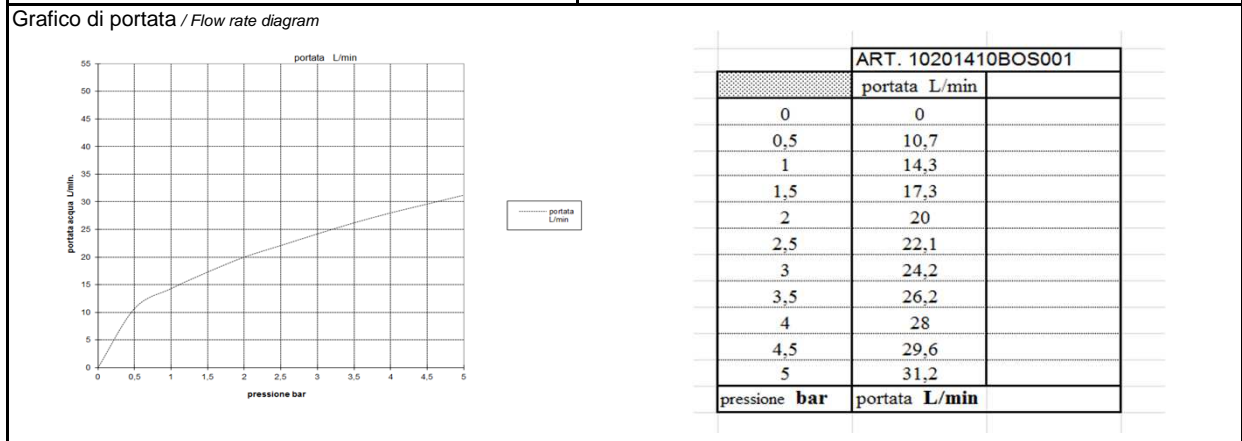 Grafico di portata / Flow rate diagram
portata L/min
55
50
45
40
35
30
25
20
15
10
5
0
portata acqua L/min.
0 0,5 1 1,5 2 2,5 3 3,5 4 4,5 5
pressione bar
portata
L/min
ART. 10201410BOS001
portata L/min
0 0
0,5 10,7
1 14,3
1,5 17,3
2 20
2,5 22,1
3 24,2
3,5 26,2
4 28
4,5 29,6
5 31,2
pressione bar portata L/min